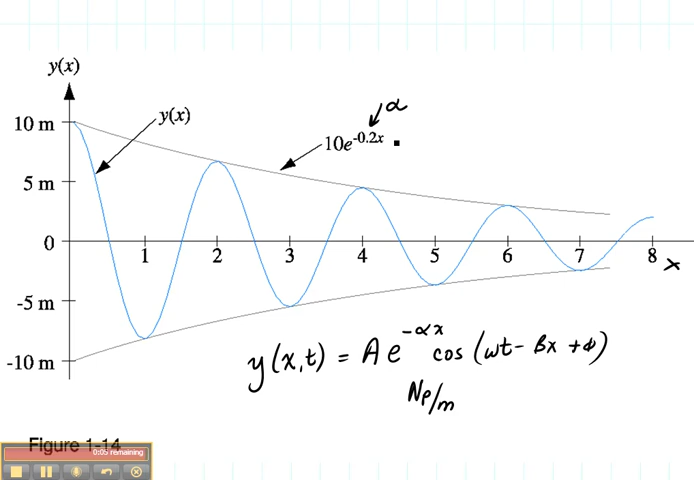 y(x)
α
10 m
y(x)
10e^-0.2x
5 m
0
1 2 3 4 5 6 7 8
x
-5 m
y(x,t) = A e^-αx cos (ωt - βx + ϕ)
-10 m
Np/m
Figure 1-14
0:05 remaining